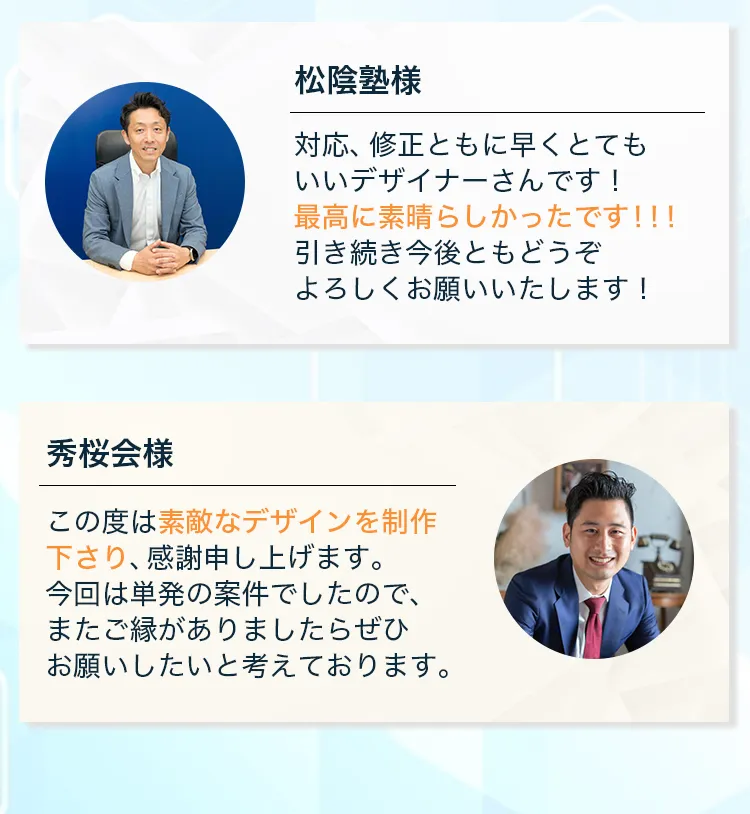 松陰塾様
対応、修正ともに早くとても
いいデザイナーさんです！
最高に素晴らしかったです！！！
引き続き今後ともどうぞ
よろしくお願いいたします！
秀桜会様
この度は素敵なデザインを制作
下さり、感謝申し上げます。
今回は単発の案件でしたので、
またご縁がありましたらぜひ
お願いしたいと考えております。